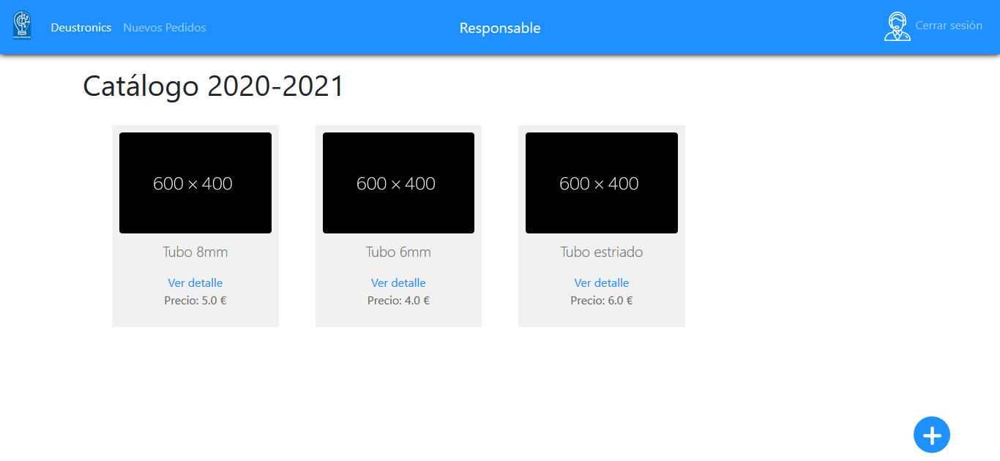 DEUSTRONICS
Deustronics Nuevos Pedidos Responsable Cerrar sesión
Catálogo 2020-2021
600 × 400 600 × 400 600 × 400
Tubo 8mm Tubo 6mm Tubo estriado
Ver detalle Ver detalle Ver detalle
Precio: 5.0 € Precio: 4.0 € Precio: 6.0 €